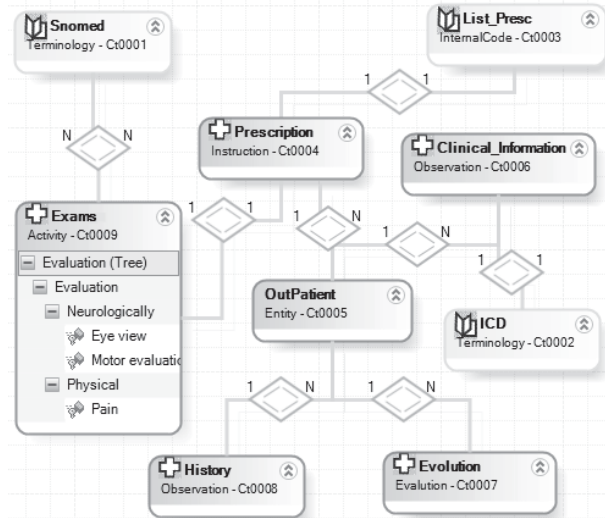 Snomed
Terminology - Ct0001
List_Presc
InternalCode - Ct0003
1 1
N N
Prescription
Instruction - Ct0004
Clinical_Information
Observation - Ct0006
Exams
Activity - Ct0009
1 1
1 N
1 N
Evaluation (Tree)
Evaluation
Neurologically
Eye view
Motor evaluatio
Physical
Pain
OutPatient
Entity - Ct0005
1 1
ICD
Terminology - Ct0002
1 N
1 N
History
Observation - Ct0008
Evolution
Evalution - Ct0007